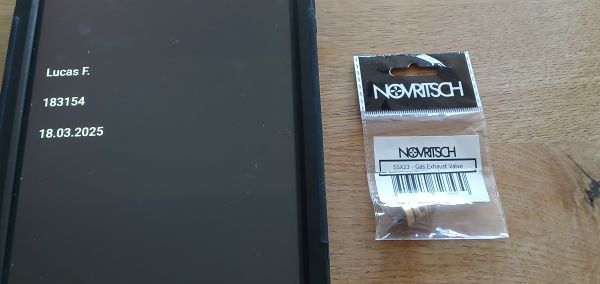 Lucas F.
183154
18.03.2025
NOVRITSCH
NOVRITSCH
SSX23 - Gas Exhaust Valve